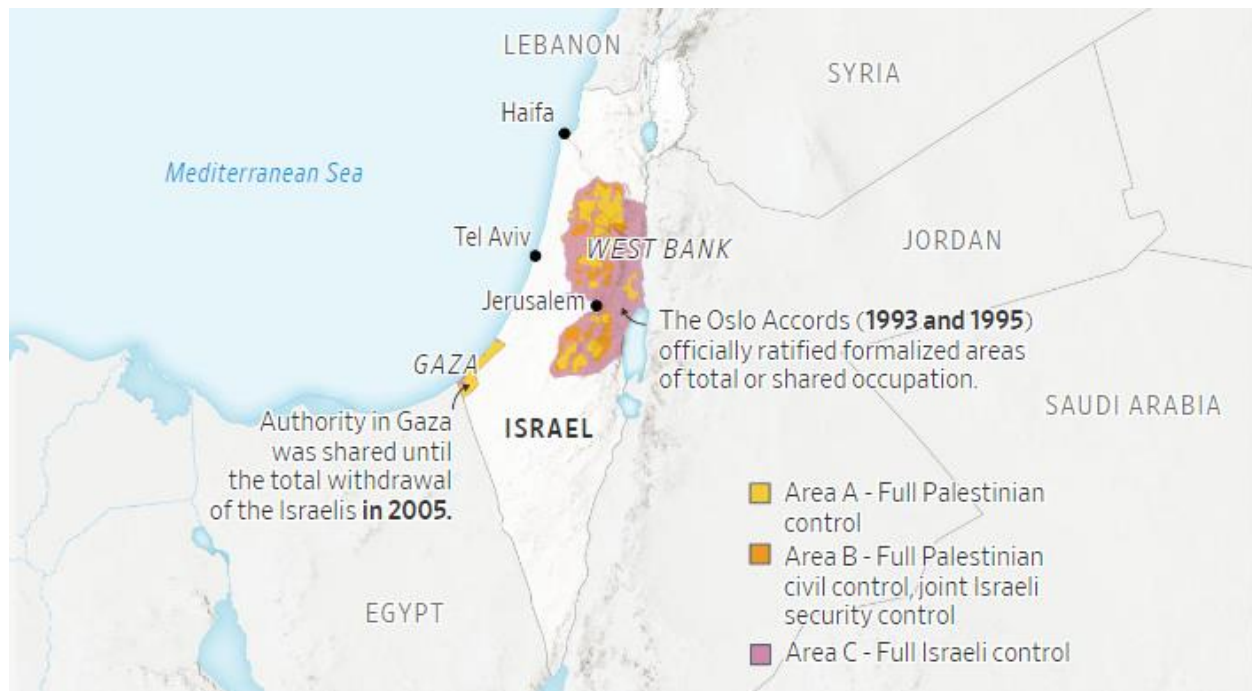 LEBANON
SYRIA
Haifa
Mediterranean Sea
Tel Aviv
WEST BANK
JORDAN
Jerusalem
The Oslo Accords (1993 and 1995)
officially ratified formalized areas
of total or shared occupation.
GAZA
Authority in Gaza
was shared until
the total withdrawal
of the Israelis in 2005.
ISRAEL
SAUDI ARABIA
EGYPT
Area A - Full Palestinian
control
Area B - Full Palestinian
civil control, joint Israeli
security control
Area C - Full Israeli control